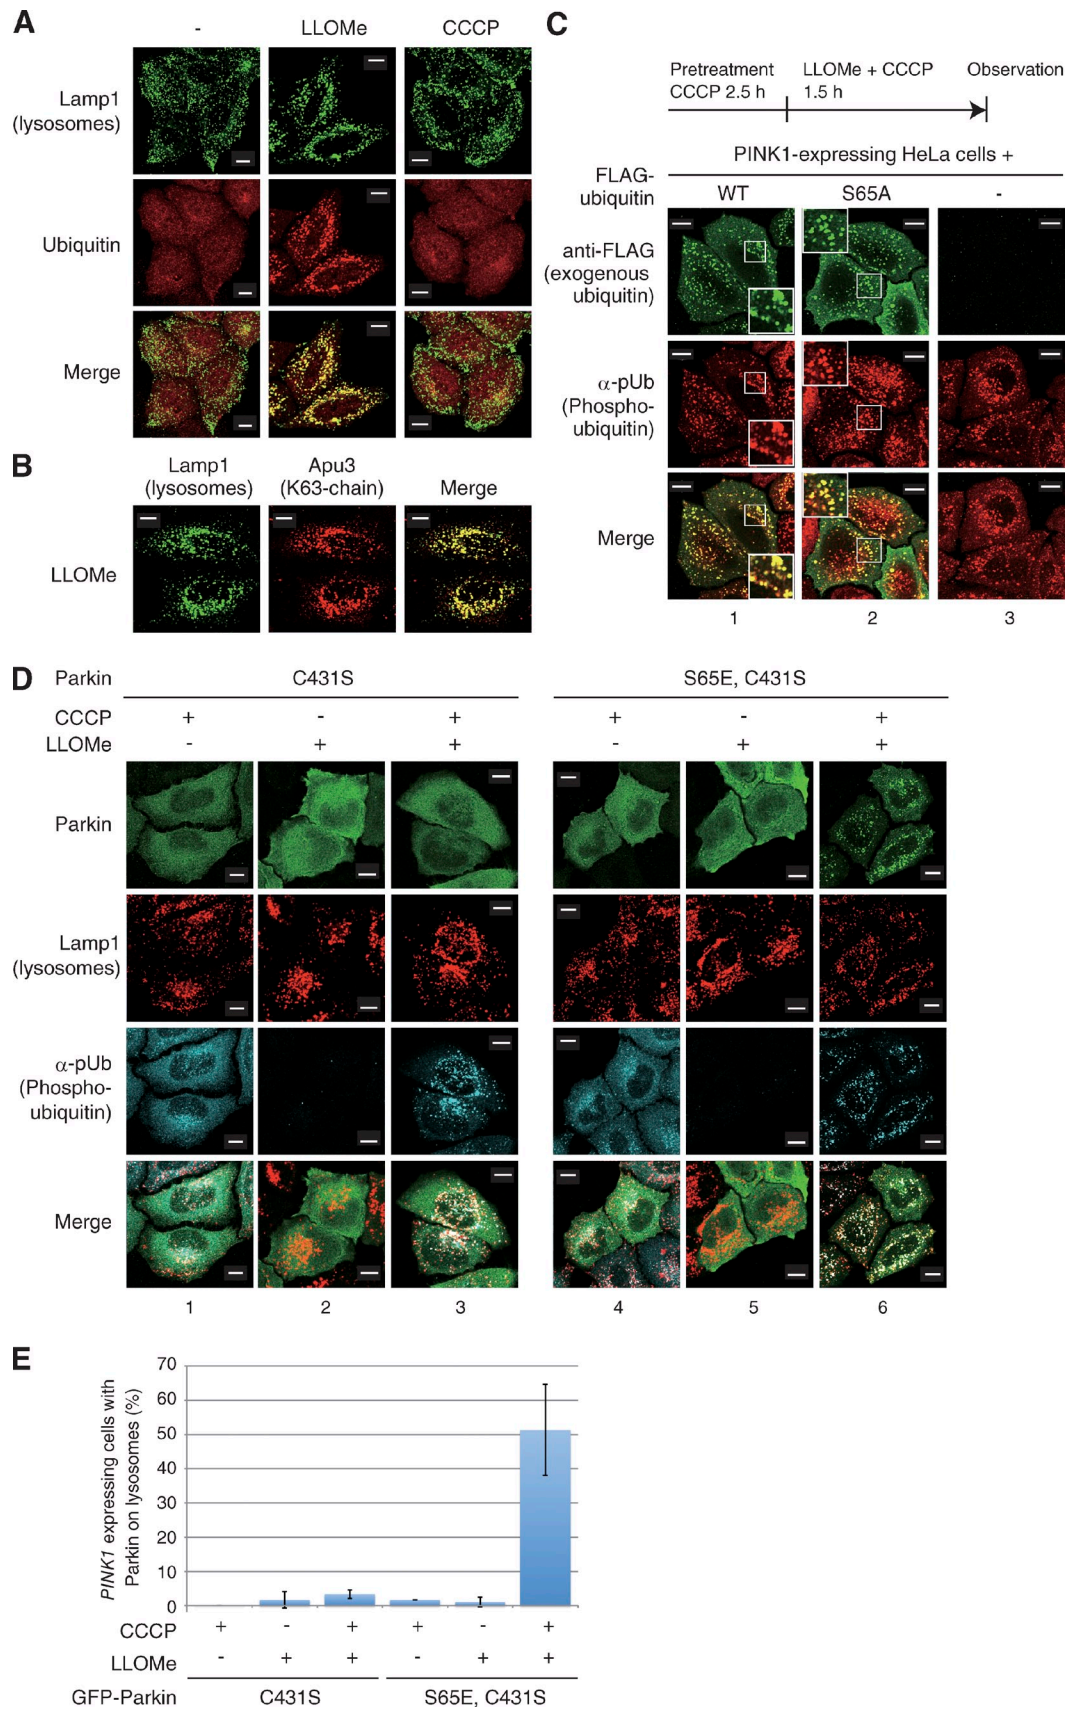 A
- LLOMe CCCP
Lamp1
(lysosomes)
Ubiquitin
Merge
B
Lamp1
(lysosomes)
Apu3
(K63-chain)
Merge
LLOMe
C
Pretreatment
CCCP 2.5 h
LLOMe + CCCP
1.5 h
Observation
PINK1-expressing HeLa cells +
FLAG-
ubiquitin
WT S65A -
anti-FLAG
(exogenous
ubiquitin)
α-pUb
(Phospho-
ubiquitin)
Merge
1 2 3
D
Parkin C431S S65E, C431S
CCCP + - + + - +
LLOMe - + + - + +
Parkin
Lamp1
(lysosomes)
α-pUb
(Phospho-
ubiquitin)
Merge
1 2 3 4 5 6
E
PINK1 expressing cells with
Parkin on lysosomes (%)
70
60
50
40
30
20
10
0
CCCP + - + + - +
LLOMe - + + - + +
GFP-Parkin C431S S65E, C431S